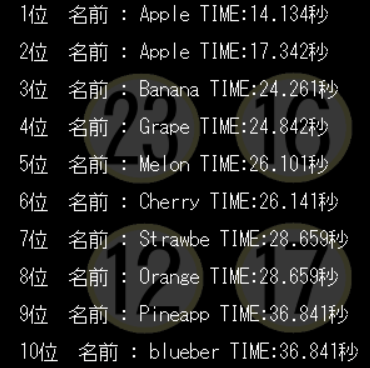 1位 名前 : Apple TIME:14.134秒
2位 名前 : Apple TIME:17.342秒
3位 名前 : Banana TIME:24.261秒
4位 名前 : Grape TIME:24.842秒
5位 名前 : Melon TIME:26.101秒
6位 名前 : Cherry TIME:26.141秒
7位 名前 : Strawbe TIME:28.659秒
8位 名前 : Orange TIME:28.659秒
9位 名前 : Pineapp TIME:36.841秒
10位 名前 : blueber TIME:36.841秒
23 16
12 17